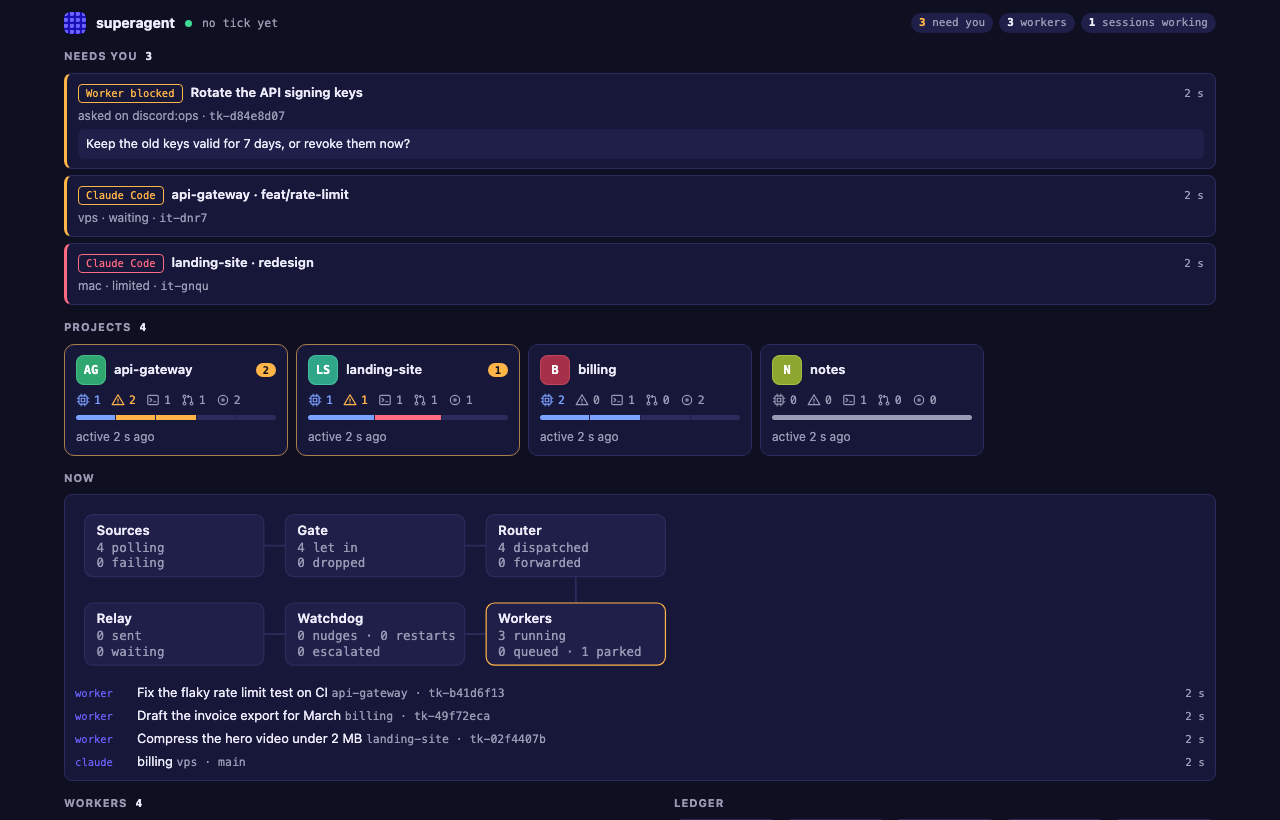 superagent no tick yet 3 need you 3 workers 1 sessions working
NEEDS YOU 3
Worker blocked Rotate the API signing keys 2 s
asked on discord:ops · tk-d84e8d07
Keep the old keys valid for 7 days, or revoke them now?
Claude Code api-gateway · feat/rate-limit 2 s
vps · waiting · it-dnr7
Claude Code landing-site · redesign 2 s
mac · limited · it-gnqu
PROJECTS 4
AG api-gateway 2
1 2 1 1 2
active 2 s ago
LS landing-site 1
1 1 1 1 1
active 2 s ago
B billing
2 0 1 0 2
active 2 s ago
N notes
0 0 1 0 0
active 2 s ago
NOW
Sources
4 polling
0 failing
Gate
4 let in
0 dropped
Router
4 dispatched
0 forwarded
Relay
0 sent
0 waiting
Watchdog
0 nudges · 0 restarts
0 escalated
Workers
3 running
0 queued · 1 parked
worker Fix the flaky rate limit test on CI api-gateway · tk-b41d6f13 2 s
worker Draft the invoice export for March billing · tk-49f72eca 2 s
worker Compress the hero video under 2 MB landing-site · tk-02f4407b 2 s
claude billing vps · main 2 s
WORKERS 4
LEDGER